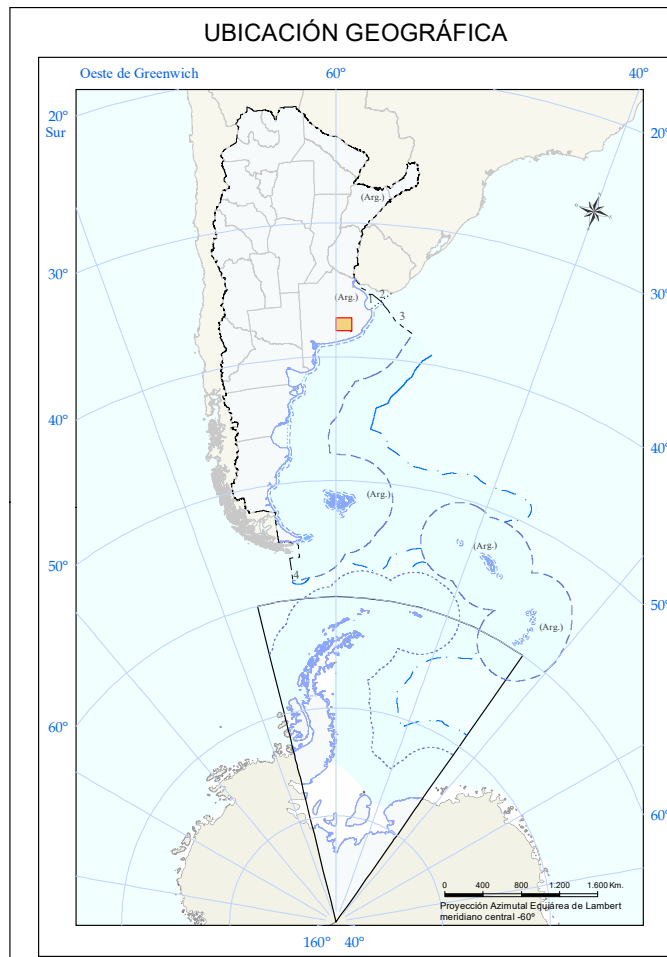 UBICACIÓN GEOGRÁFICA
Oeste de Greenwich
60°
40°
20°
Sur
20°
(Arg.)
30°
30°
(Arg.)
2
3
40°
40°
(Arg.)
(Arg.)
50°
4
50°
(Arg.)
60°
60°
0 400 800 1.200 1.600 Km.
Proyección Azimutal Equiárea de Lambert
meridiano central -60°
160° 40°